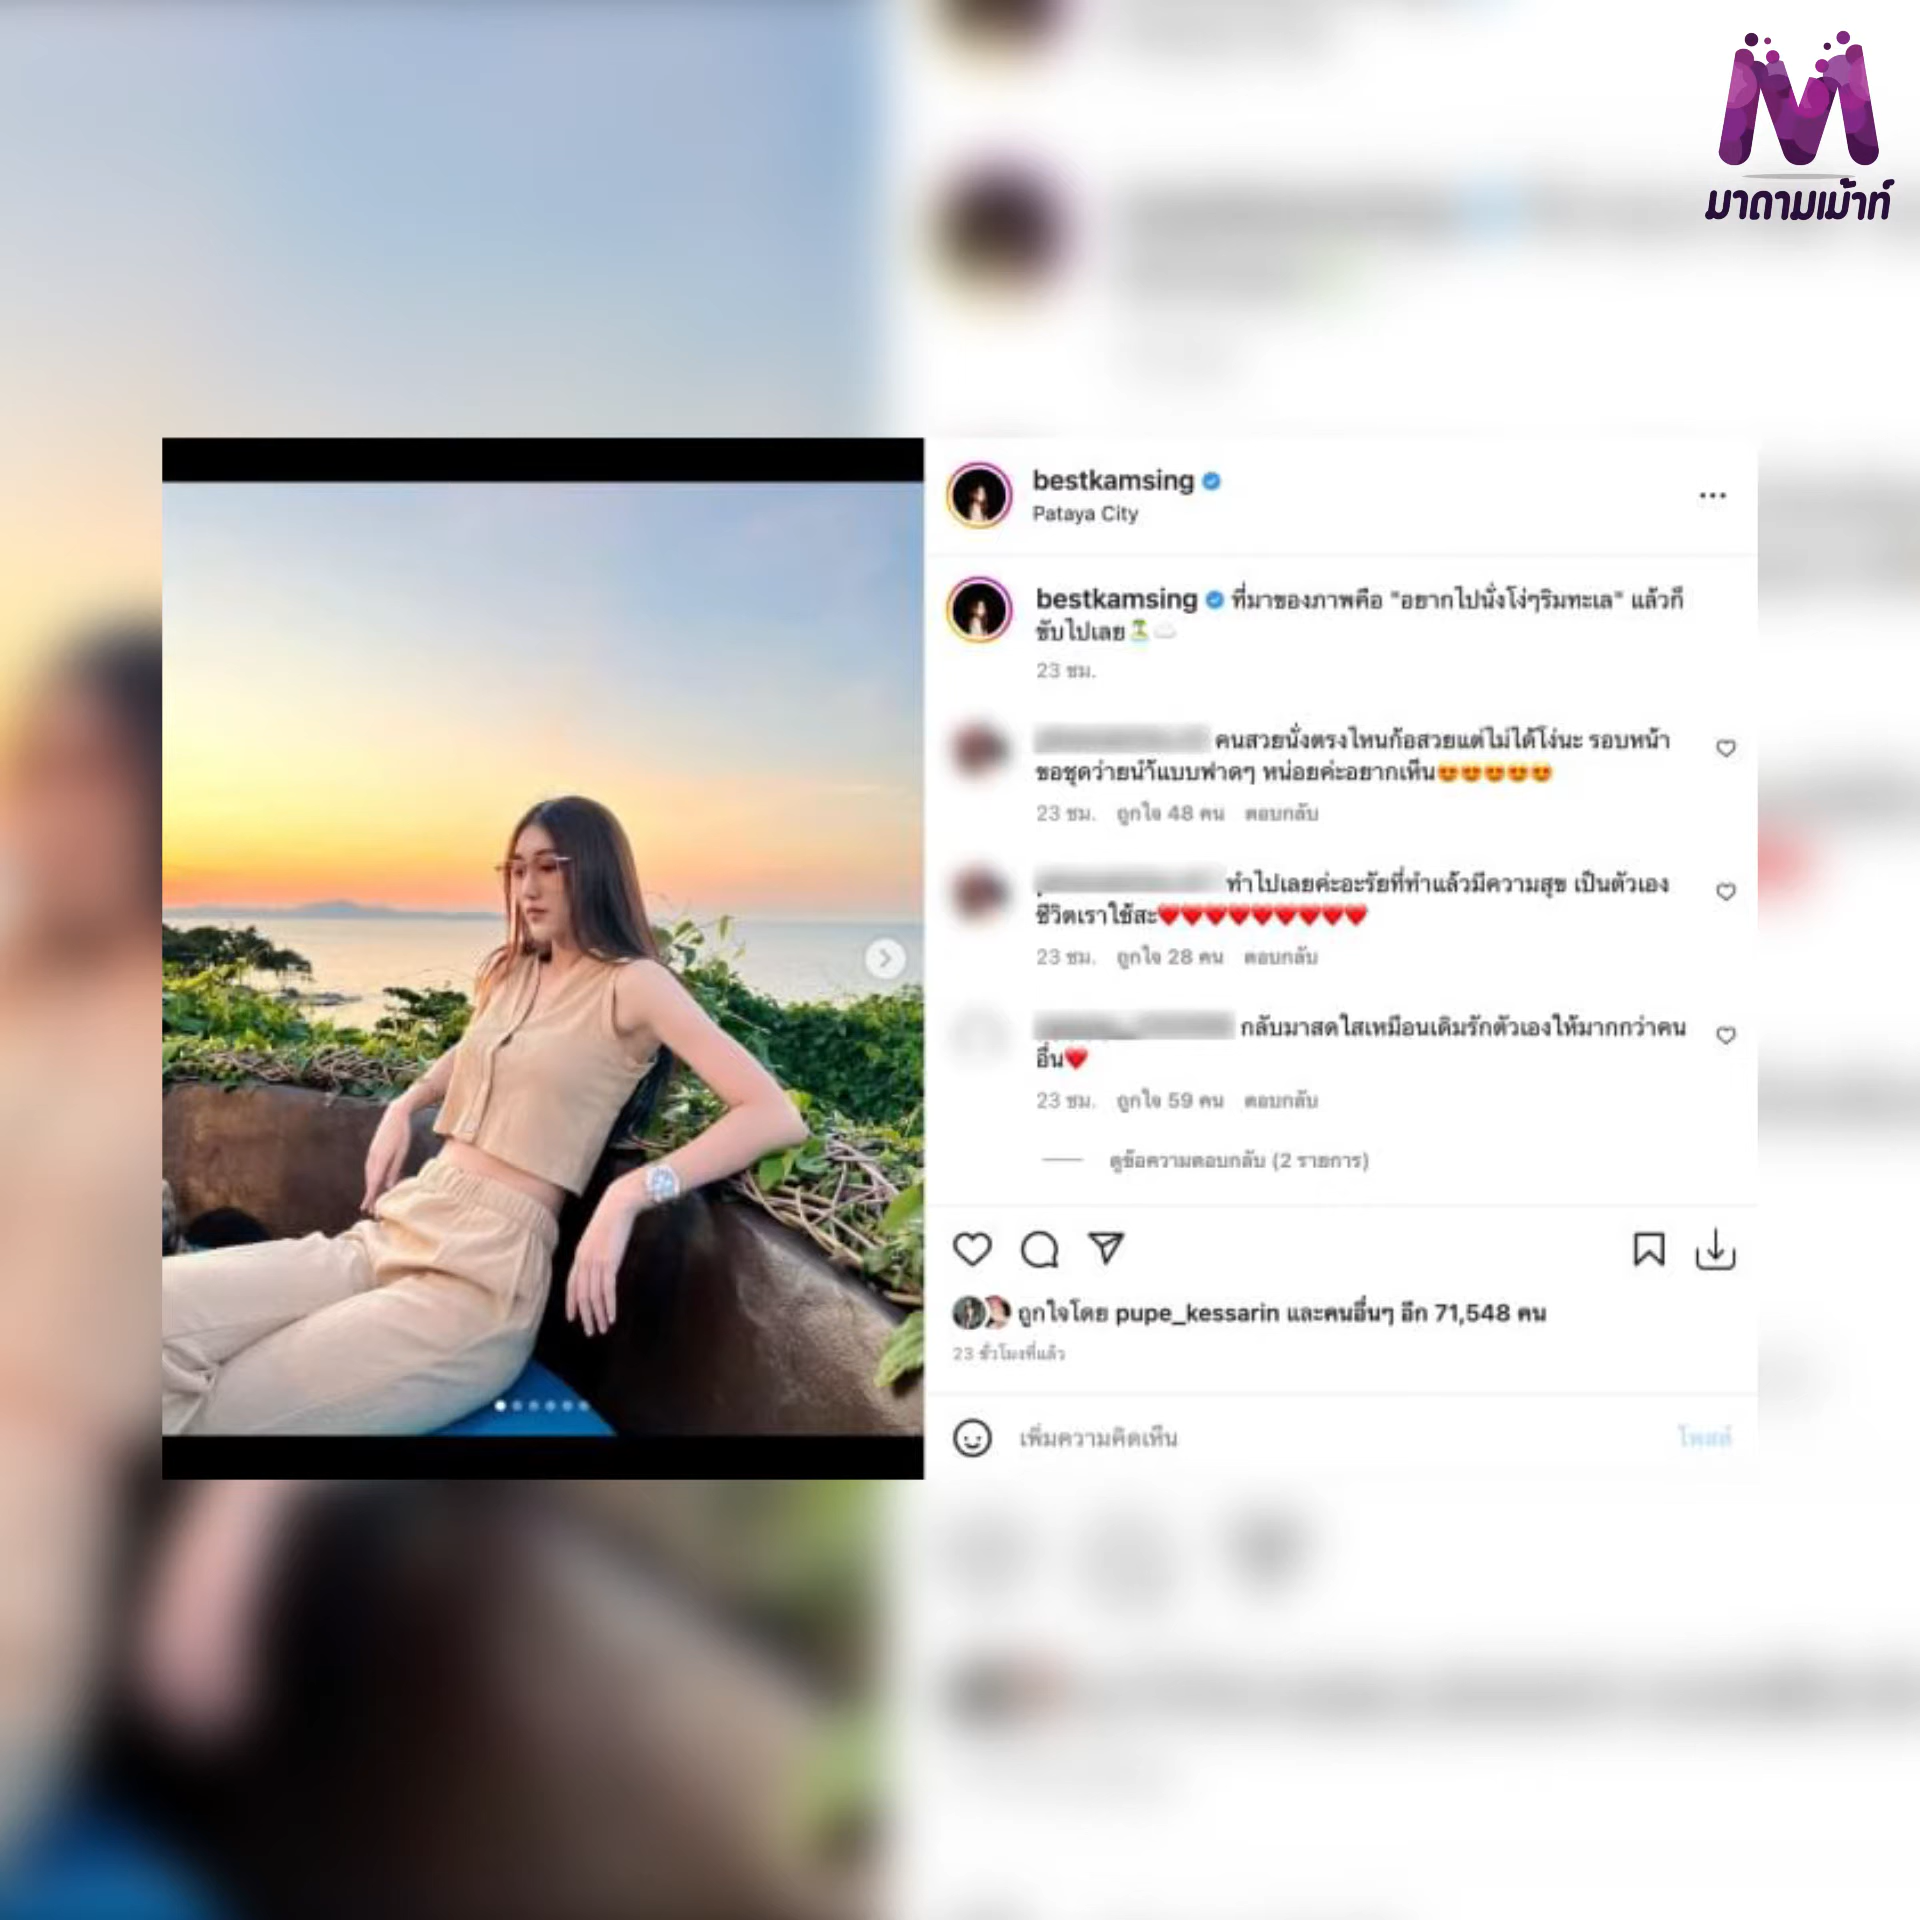 มาดามเม้าท์
bestkamsing
Pataya City
bestkamsing ที่มาของภาพคือ "อยากไปนั่งโง่ๆริมทะเล" แล้วก็
ขับไปเลย🏝️☁️
23 ชม.
คนสวยนั่งตรงไหนก้อสวยแต่ไม่ได้โง่นะ รอบหน้า
ขอชุดว่ายนำ้แบบฟาดๆ หน่อยค่ะอยากเห็น😍😍😍😍😍
23 ชม. ถูกใจ 48 คน ตอบกลับ
ทำไปเลยค่ะอะรัยที่ทำแล้วมีความสุข เป็นตัวเอง
ชีวิตเราใช้สะ❤️❤️❤️❤️❤️❤️❤️❤️❤️
23 ชม. ถูกใจ 28 คน ตอบกลับ
กลับมาสดใสเหมือนเดิมรักตัวเองให้มากกว่าคน
อื่น❤️
23 ชม. ถูกใจ 59 คน ตอบกลับ
ดูข้อความตอบกลับ (2 รายการ)
ถูกใจโดย pupe_kessarin และคนอื่นๆ อีก 71,548 คน
23 ชั่วโมงที่แล้ว
เพิ่มความคิดเห็น
โพสต์